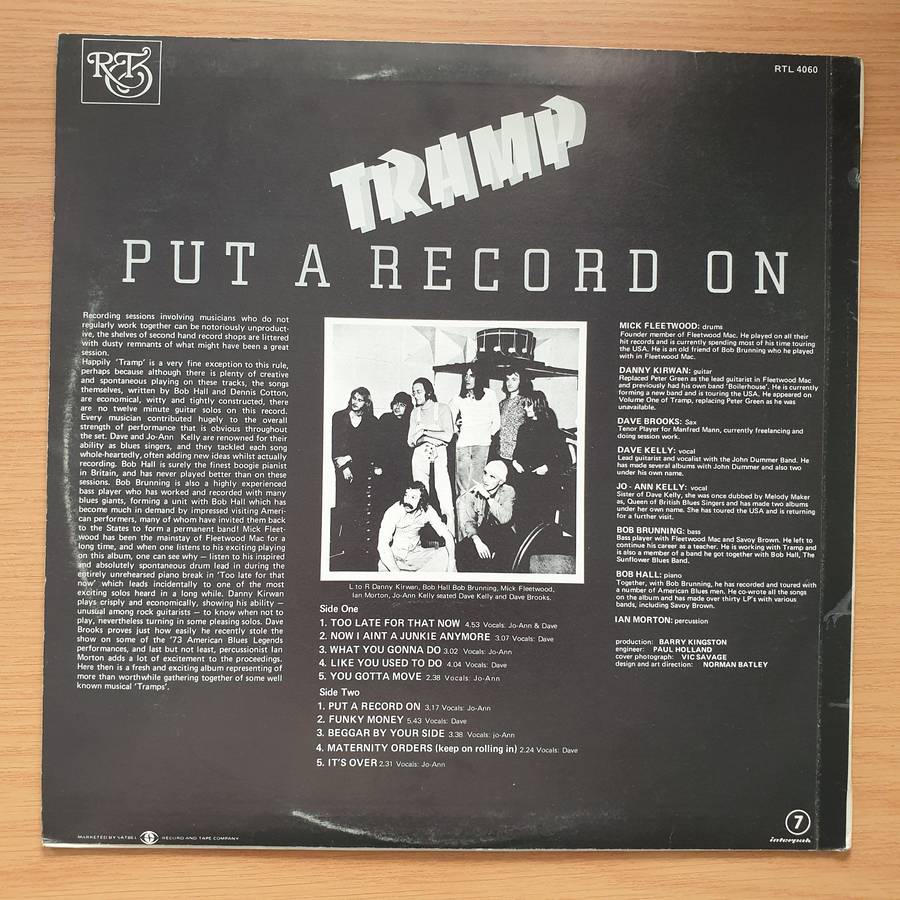 RTB
RTL 4060
TRAMP
PUT A RECORD ON
Recording sessions involving musicians who do not
regularly work together can be notoriously unproduct-
ive, the shelves of second hand record shops are littered
with dusty remnants of what might have been a great
session.
Happily 'Tramp' is a very fine exception to this rule,
perhaps because although there is plenty of creative
and spontaneous playing on these tracks, the songs
themselves, written by Bob Hall and Dennis Cotton,
are economical, witty and tightly constructed, there
are no twelve minute guitar solos on this record.
Every musician contributed hugely to the overall
strength of performance that is obvious throughout
the set. Dave and Jo-Ann Kelly are renowned for their
ability as blues singers, and they tackle each song
whole-heartedly, often adding new ideas whilst actually
recording. Bob Hall is surely the finest boogie pianist
in Britain, and has never played better than on these
sessions. Bob Brunning is also a highly experienced
bass player who has worked and recorded with many
blues giants, forming a unit with Bob Hall which has
become much in demand by impressed visiting Ameri-
can performers, many of whom have invited them back
to the States to form a permanent band! Mick Fleet-
wood has been the mainstay of Fleetwood Mac for a
long time, and when one listens to his exciting playing
on this album, one can see why — listen to his inspired
and absolutely spontaneous drum lead in during the
entirely unrehearsed piano break in 'Too late for that
now' which leads incidentally to one of the most
exciting solos heard in a long while. Danny Kirwan
plays crisply and economically, showing his ability —
unusual among rock guitarists — to know when not to
play, nevertheless turning in some pleasing solos. Dave
Brooks proves just how easily he recently stole the
show on some of the '73 American Blues Legends
performances, and last but not least, percussionist Ian
Morton adds a lot of excitement to the proceedings.
Here then is a fresh and exciting album representing of
more than worthwhile gathering together of some well
known musical 'Tramps'.
L to R Danny Kirwan, Bob Hall Bob Brunning, Mick Fleetwood,
Ian Morton, Jo-Ann Kelly seated Dave Kelly and Dave Brooks.
Side One
1. TOO LATE FOR THAT NOW 4.53 Vocals: Jo-Ann & Dave
2. NOW I AINT A JUNKIE ANYMORE 3.07 Vocals: Dave
3. WHAT YOU GONNA DO 3.02 Vocals: Jo-Ann
4. LIKE YOU USED TO DO 4.04 Vocals: Dave
5. YOU GOTTA MOVE 2.38 Vocals: Jo-Ann
Side Two
1. PUT A RECORD ON 3.17 Vocals: Jo-Ann
2. FUNKY MONEY 5.43 Vocals: Dave
3. BEGGAR BY YOUR SIDE 3.38 Vocals: jo-Ann
4. MATERNITY ORDERS (keep on rolling in) 2.24 Vocals: Dave
5. IT'S OVER 2.31 Vocals: Jo-Ann
MICK FLEETWOOD: drums
Founder member of Fleetwood Mac. He played on all their
hit records and is currently spending most of his time touring
the USA. He is an old friend of Bob Brunning who he played
with in Fleetwood Mac.
DANNY KIRWAN: guitar
Replaced Peter Green as the lead guitarist in Fleetwood Mac
and previously had his own band 'Boilerhouse'. He is currently
forming a new band and is touring the USA. He appeared on
Volume One of Tramp, replacing Peter Green as he was
unavailable.
DAVE BROOKS: Sax
Tenor Player for Manfred Mann, currently freelancing and
doing session work.
DAVE KELLY: vocal
Lead guitarist and vocalist with the John Dummer Band. He
has made several albums with John Dummer and also two
under his own name.
JO - ANN KELLY: vocal
Sister of Dave Kelly, she was once dubbed by Melody Maker
as, Queen of British Blues Singers and has made two albums
under her own name. She has toured the USA and is returning
for a further visit.
BOB BRUNNING: bass
Bass player with Fleetwood Mac and Savoy Brown. He left to
continue his career as a teacher. He is working with Tramp and
is also a member of a band he got together with Bob Hall, The
Sunflower Blues Band.
BOB HALL: piano
Together, with Bob Brunning, he has recorded and toured with
a number of American Blues men. He co-wrote all the songs
on the album and has made over thirty LP's with various
bands, including Savoy Brown.
IAN MORTON: percussion
production: BARRY KINGSTON
engineer: PAUL HOLLAND
cover photograph: VIC SAVAGE
design and art direction: NORMAN BATLEY
MARKETED BY SATBEL RECORD AND TAPE COMPANY
7
interpak